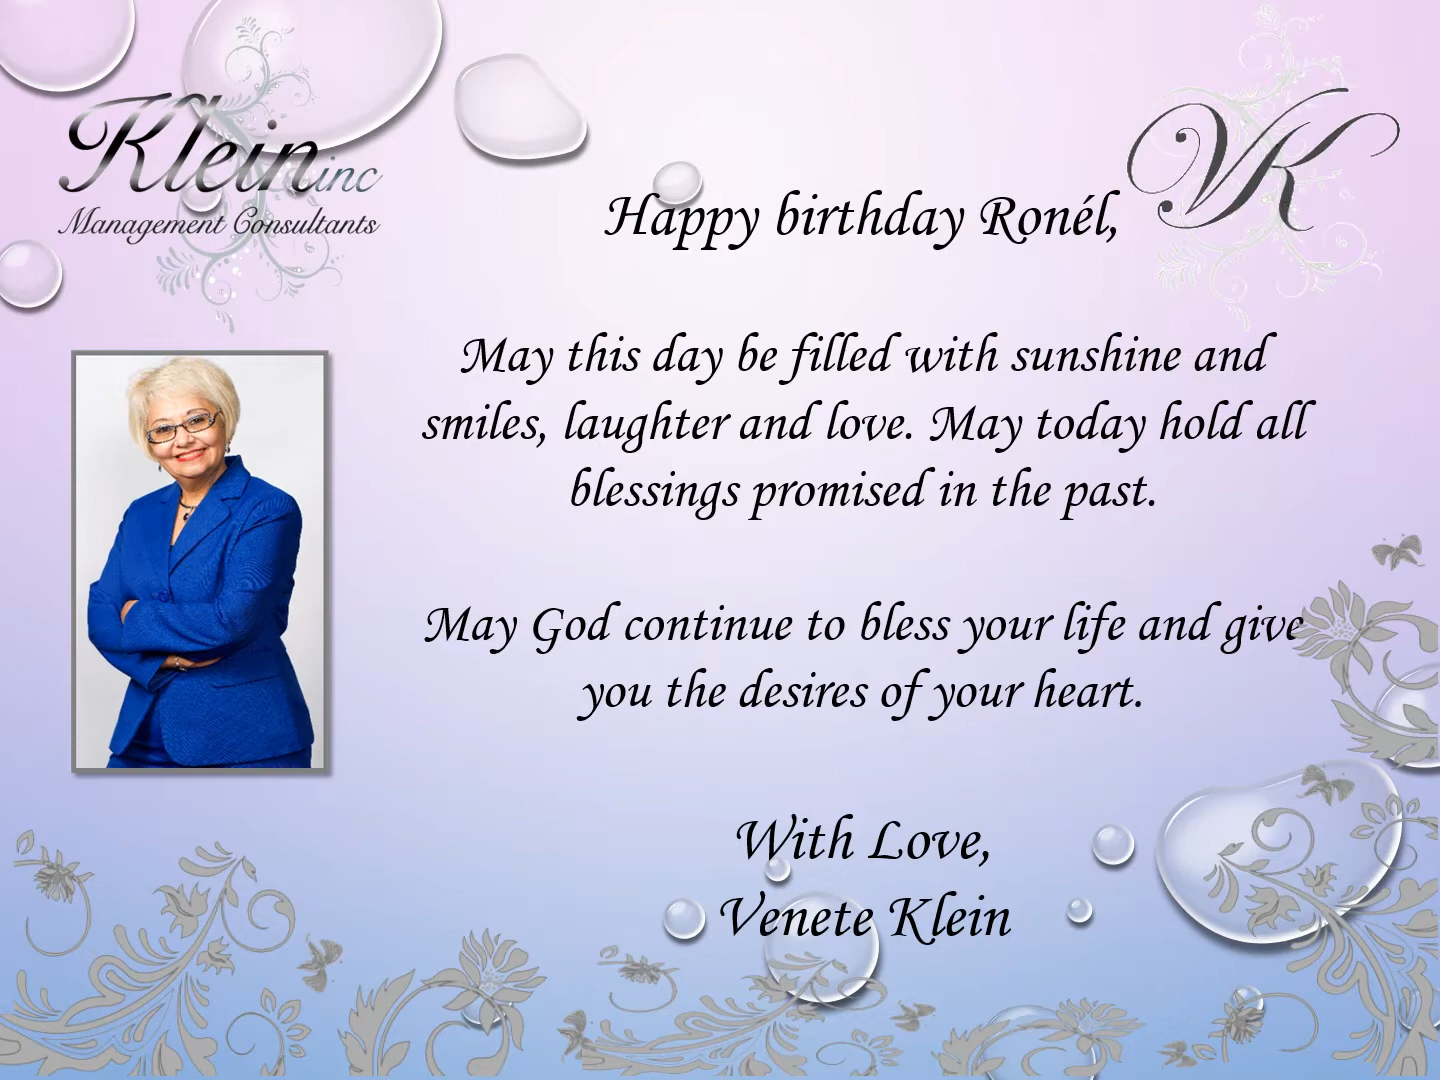 Klein inc
Management Consultants
VK
Happy birthday Ronél,
May this day be filled with sunshine and
smiles, laughter and love. May today hold all
blessings promised in the past.
May God continue to bless your life and give
you the desires of your heart.
With Love,
Venete Klein